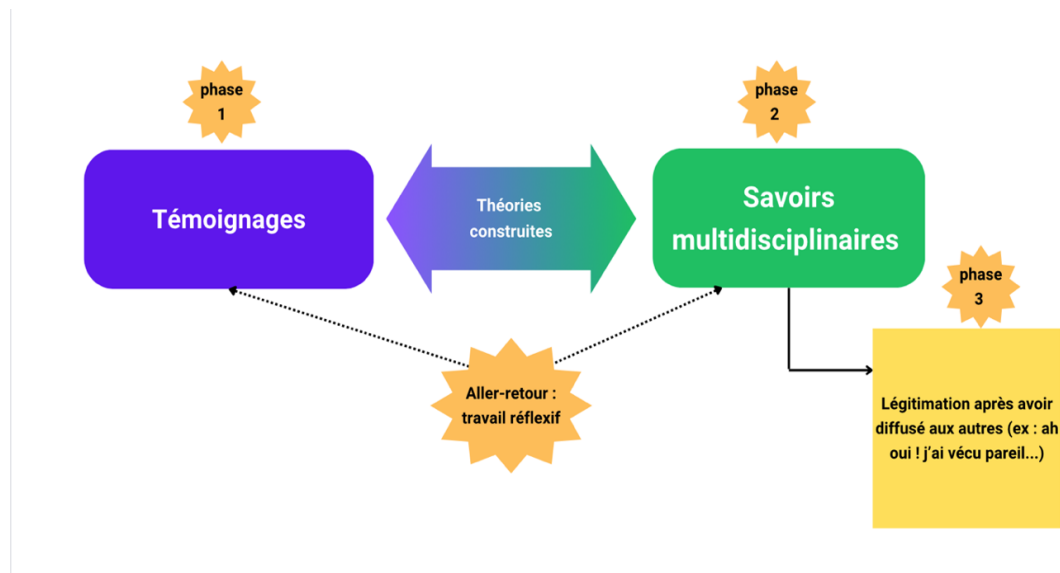 phase
1
phase
2
Témoignages
Théories
construites
Savoirs
multidisciplinaires
phase
3
Aller-retour :
travail réflexif
Légitimation après avoir
diffusé aux autres (ex : ah
oui ! j'ai vécu pareil...)